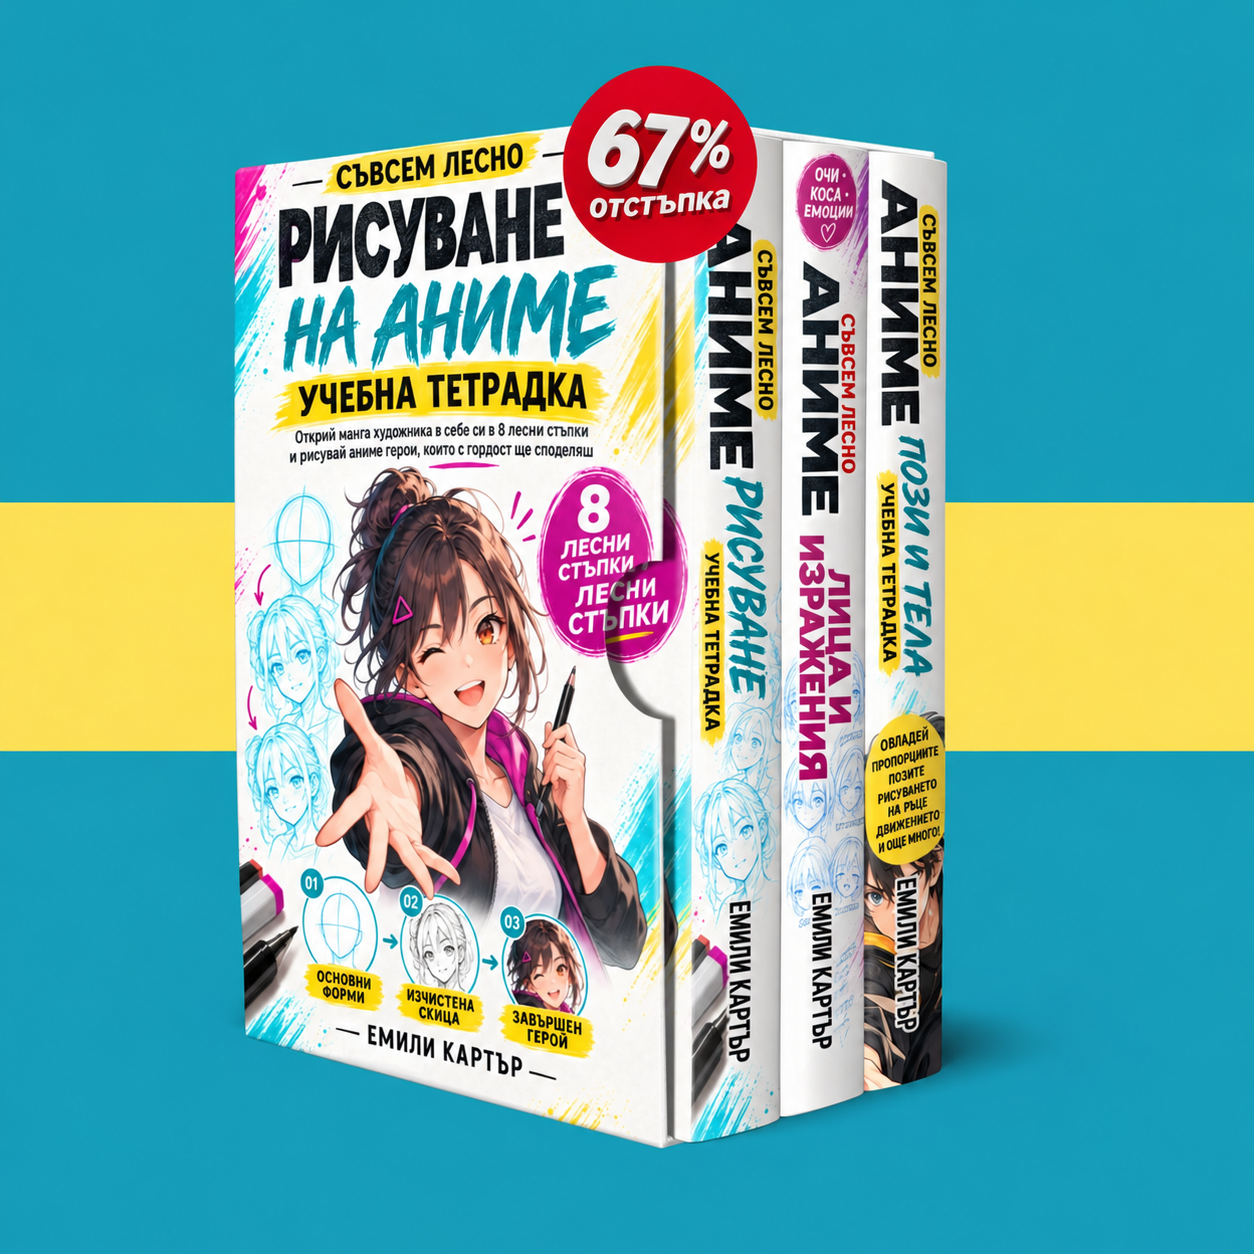 67%
отстъпка
СЪВСЕМ ЛЕСНО
РИСУВАНЕ
НА АНИМЕ
УЧЕБНА ТЕТРАДКА
Открий манга художника в себе си в 8 лесни стъпки
и рисувай аниме герои, които с гордост ще споделяш
8
ЛЕСНИ
СТЪПКИ
ЛЕСНИ
СТЪПКИ
01
ОСНОВНИ
ФОРМИ
02
ИЗЧИСТЕНА
СКИЦА
03
ЗАВЪРШЕН
ГЕРОЙ
ЕМИЛИ КАРТЪР
СЪВСЕМ ЛЕСНО
АНИМЕ
РИСУВАНЕ
УЧЕБНА ТЕТРАДКА
ЕМИЛИ КАРТЪР
ОЧИ •
КОСА •
ЕМОЦИИ
СЪВСЕМ ЛЕСНО
АНИМЕ
ЛИЦА И
ИЗРАЖЕНИЯ
ЕМИЛИ КАРТЪР
СЪВСЕМ ЛЕСНО
АНИМЕ
ПОЗИ И ТЕЛА
УЧЕБНА ТЕТРАДКА
ОВЛАДЕЙ
ПРОПОРЦИИТЕ
ПОЗИТЕ
РИСУВАНЕТО
НА РЪЦЕ
ДВИЖЕНИЕТО
И ОЩЕ МНОГО!
ЕМИЛИ КАРТЪР